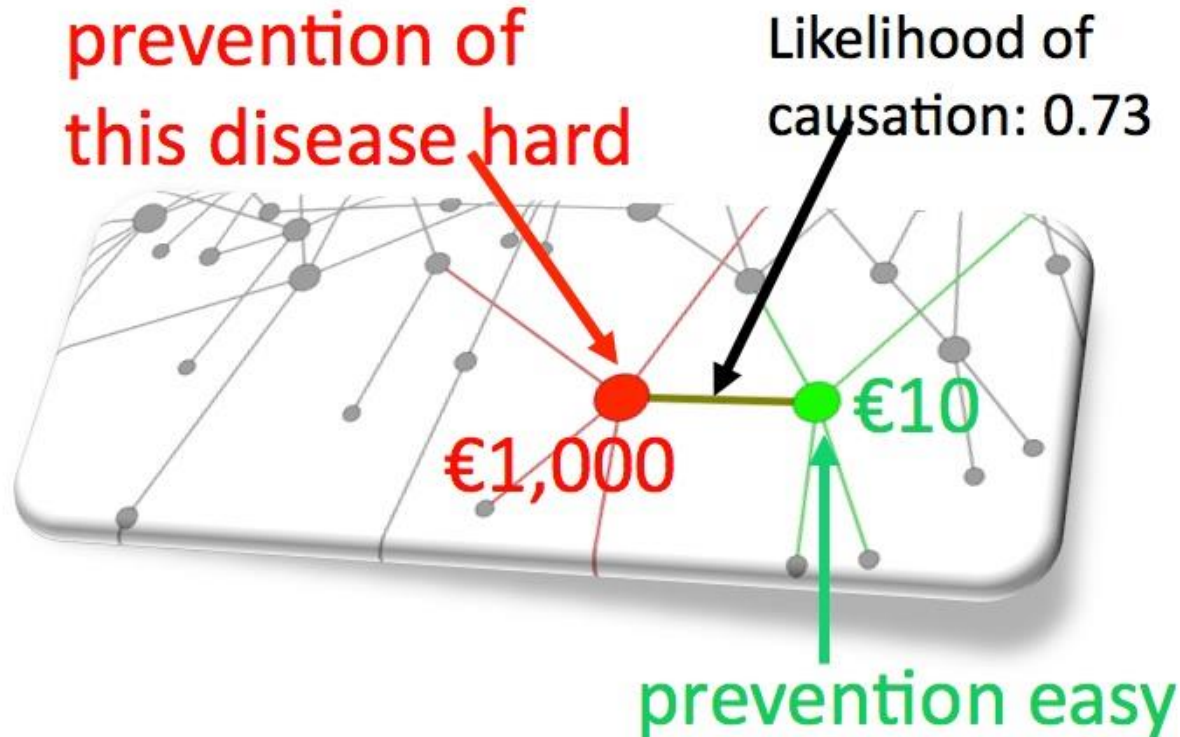 prevention of
this disease hard
Likelihood of
causation: 0.73
€10
€1,000
prevention easy